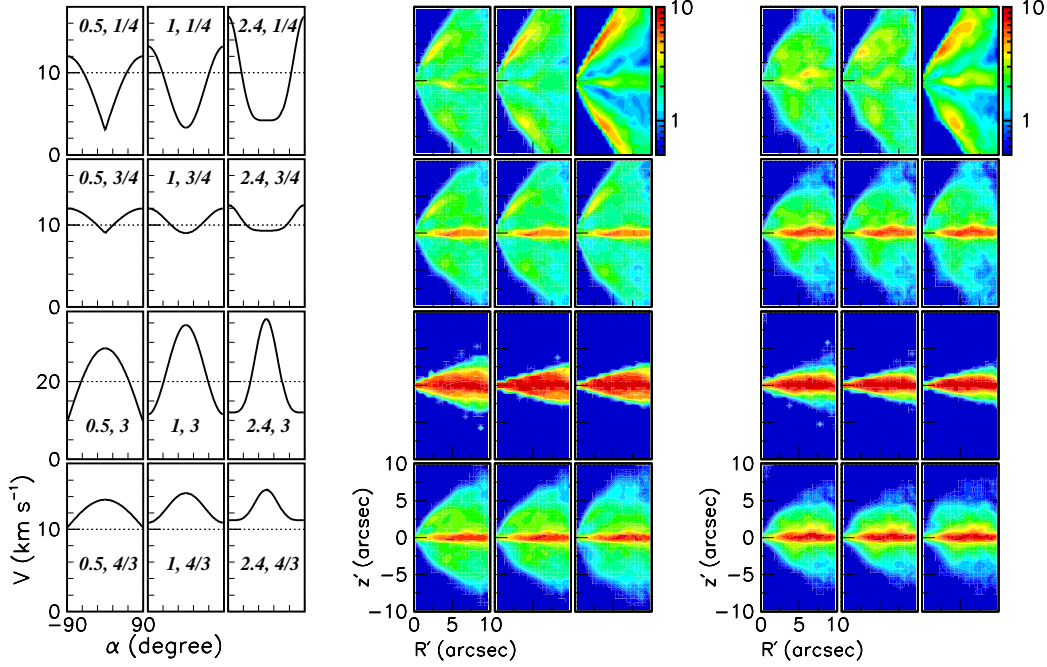 0.5, 1/4 1, 1/4 2.4, 1/4
10
0
10
1
10
1
0.5, 3/4 1, 3/4 2.4, 3/4
10
0
20
0.5, 3 1, 3 2.4, 3
0
10
0.5, 4/3 1, 4/3 2.4, 4/3
0
V (km s⁻¹)
−90 90
α (degree)
10
5
0
−5
−10
z' (arcsec)
0 5 10
R' (arcsec)
10
5
0
−5
−10
z' (arcsec)
0 5 10
R' (arcsec)